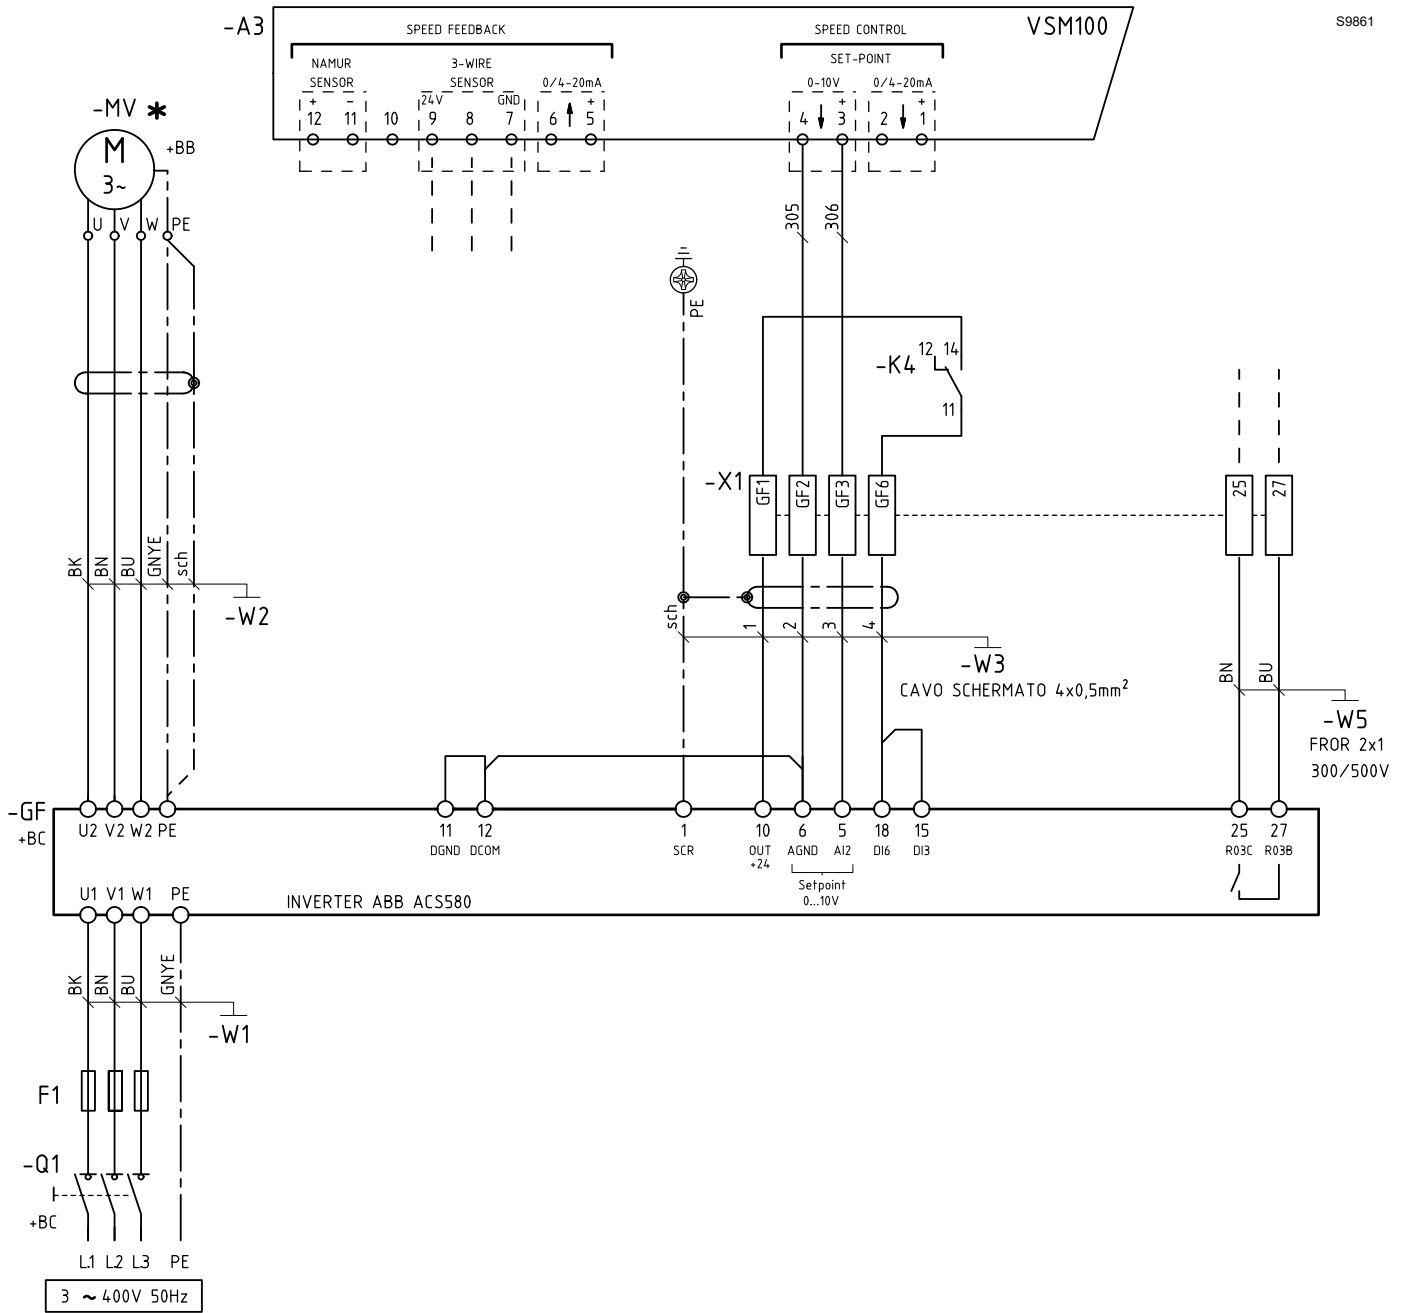 -A3
SPEED FEEDBACK
SPEED CONTROL
VSM100
S9861
NAMUR
SENSOR
3-WIRE
SENSOR
0/4-20mA
SET-POINT
0-10V
0/4-20mA
+ -
24V GND
+
+
+
12 11 10 9 8 7 6 5 4 3 2 1
-MV *
M
3~
+BB
U V W PE
305
306
PE
-K4
12 14
11
-X1
GF1
GF2
GF3
GF6
25
27
BK
BN
BU
GNYE
sch
-W2
sch
1
2
3
4
-W3
CAVO SCHERMATO 4x0,5mm²
BN
BU
-W5
FROR 2x1
300/500V
-GF
+BC
U2 V2 W2 PE
11
DGND
12
DCOM
1
SCR
10
OUT
+24
6
AGND
5
AI2
Setpoint
0...10V
18
DI6
15
DI3
25
R03C
27
R03B
U1 V1 W1 PE
INVERTER ABB ACS580
BK
BN
BU
GNYE
-W1
F1
-Q1
+BC
L1 L2 L3 PE
3 ~ 400V 50Hz